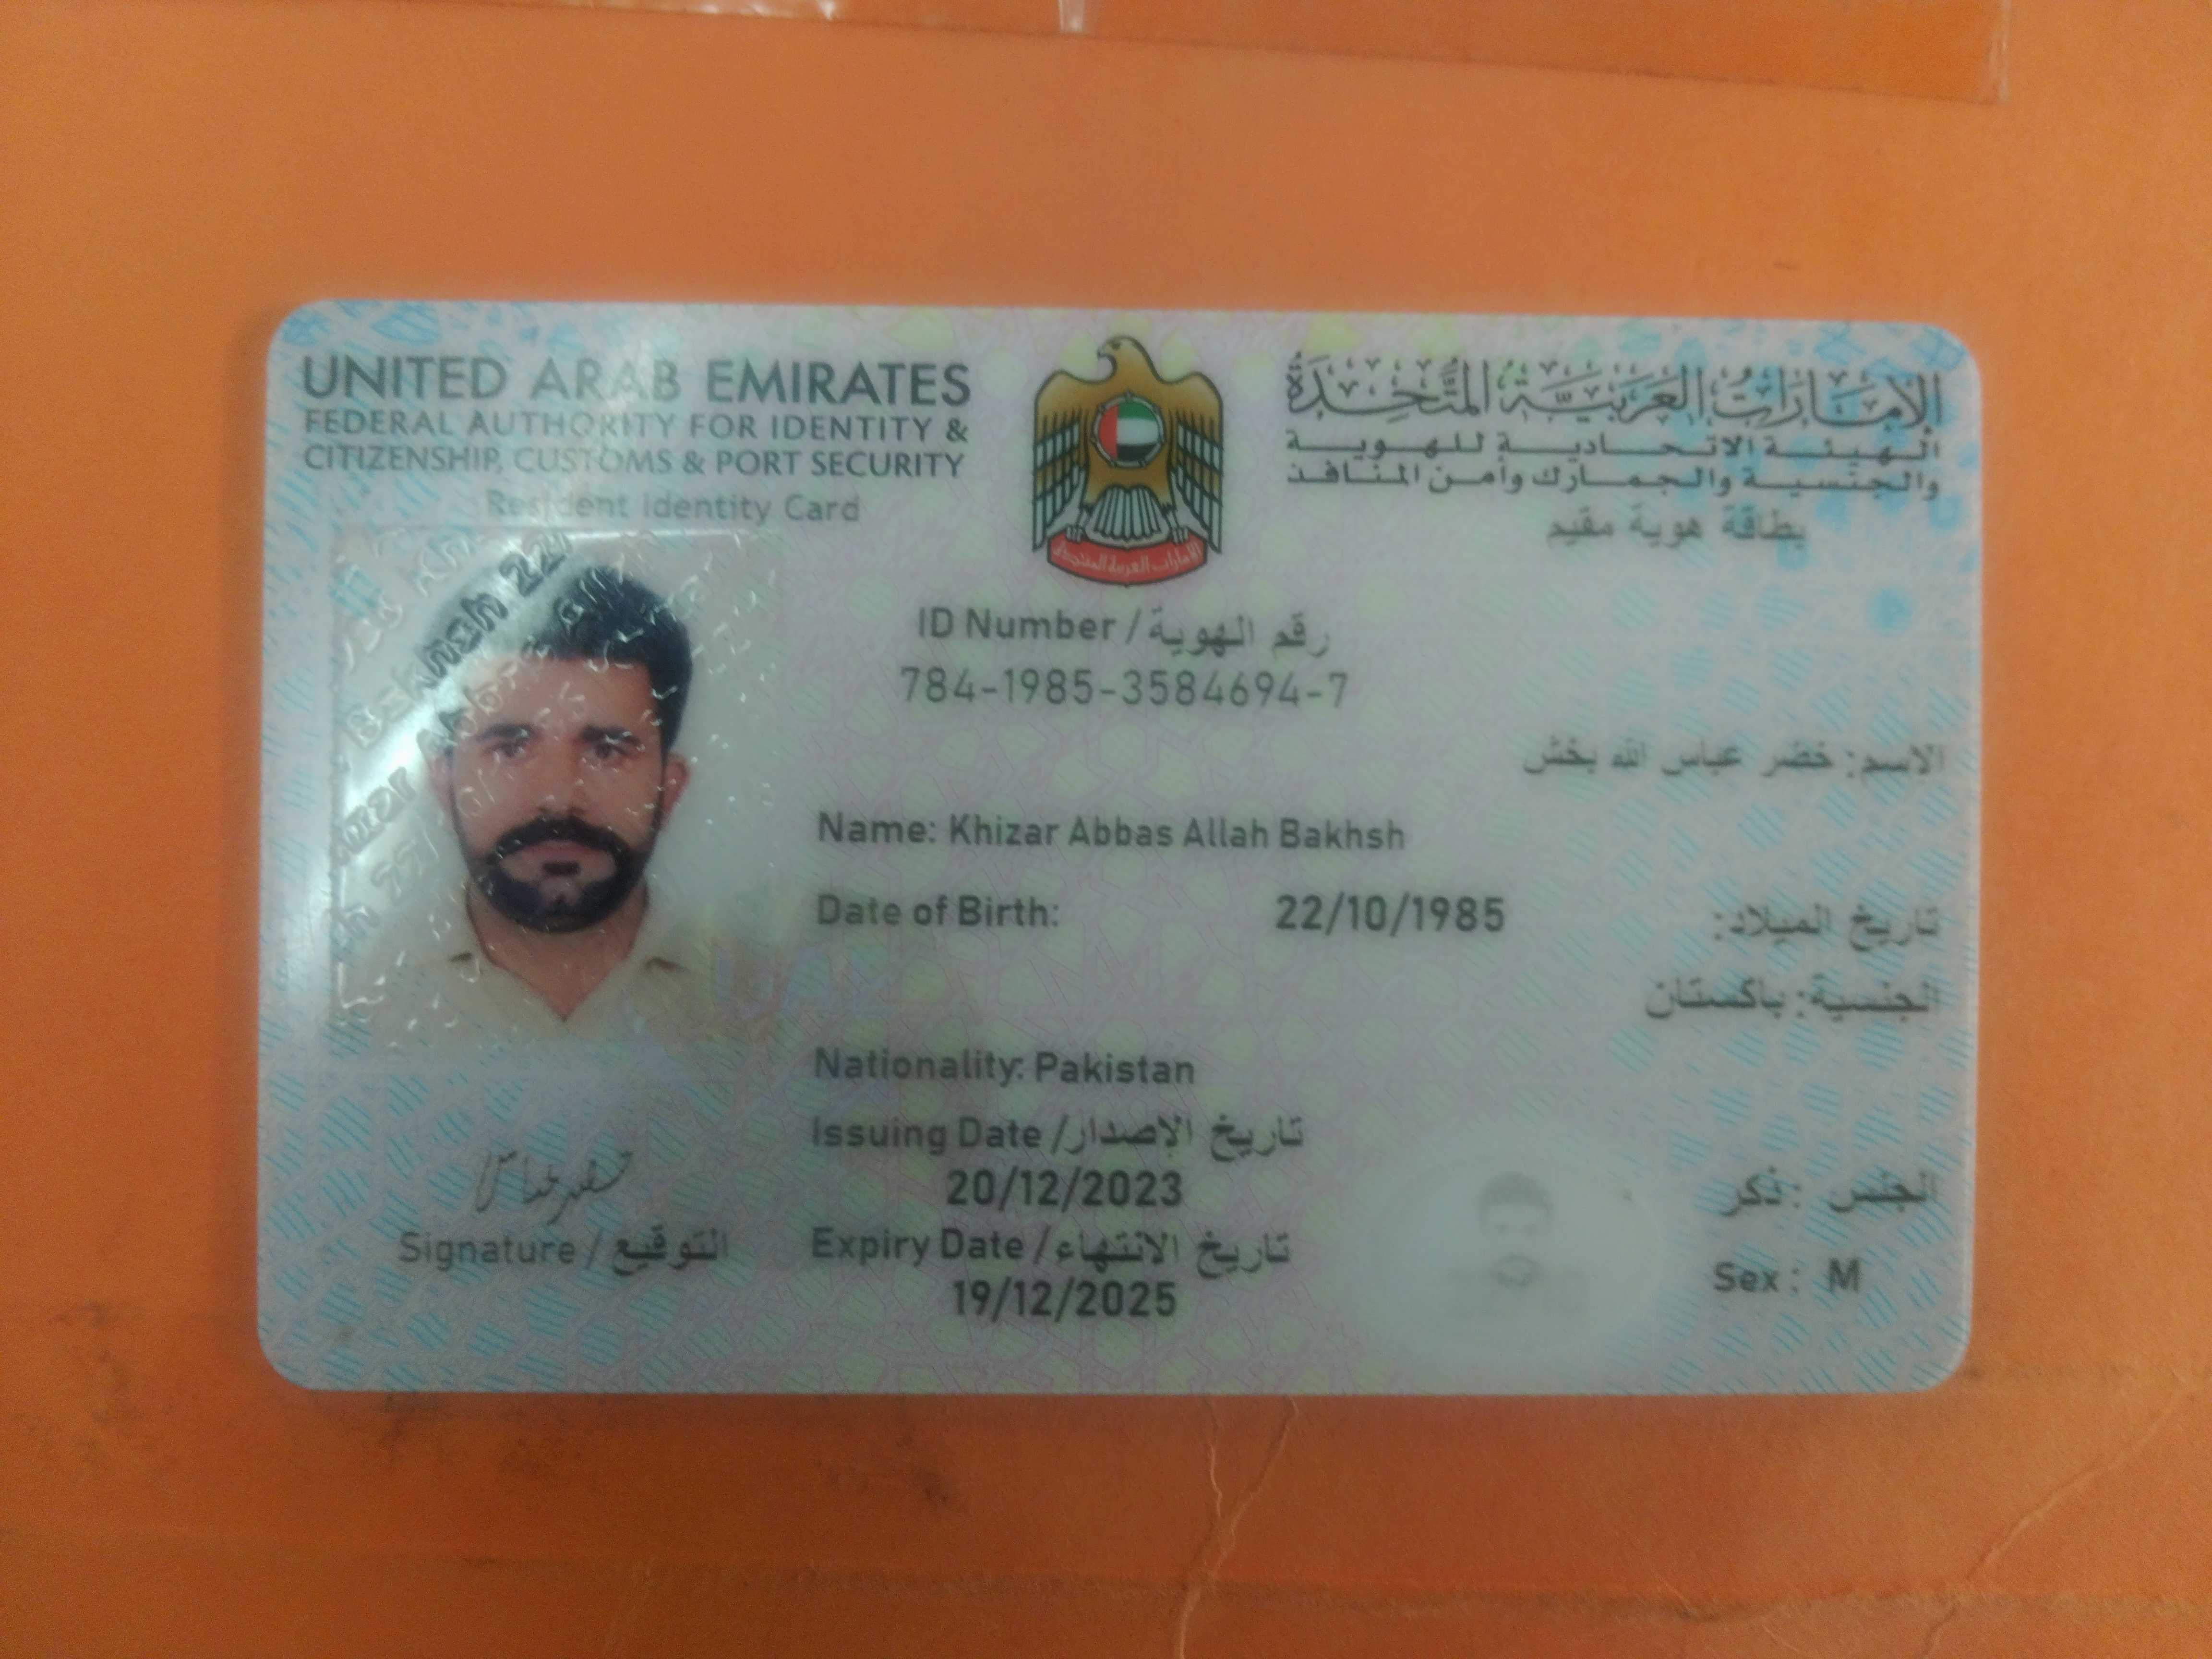 UNITED ARAB EMIRATES
FEDERAL AUTHORITY FOR IDENTITY &
CITIZENSHIP, CUSTOMS & PORT SECURITY
Resident Identity Card
الإمارات العربية المتحدة
الهيئة الاتحادية للهوية
والجنسية والجمارك وأمن المنافذ
بطاقة هوية مقيم
الإمارات العربية المتحدة
ID Number / رقم الهوية
784-1985-3584694-7
الاسم: خضر عباس الله بخش
Name: Khizar Abbas Allah Bakhsh
Date of Birth: 22/10/1985 تاريخ الميلاد:
الجنسية: باكستان
Nationality: Pakistan
Issuing Date / تاريخ الإصدار
20/12/2023
Expiry Date / تاريخ الانتهاء
19/12/2025
الجنس : ذكر
Sex : M
Signature / التوقيع